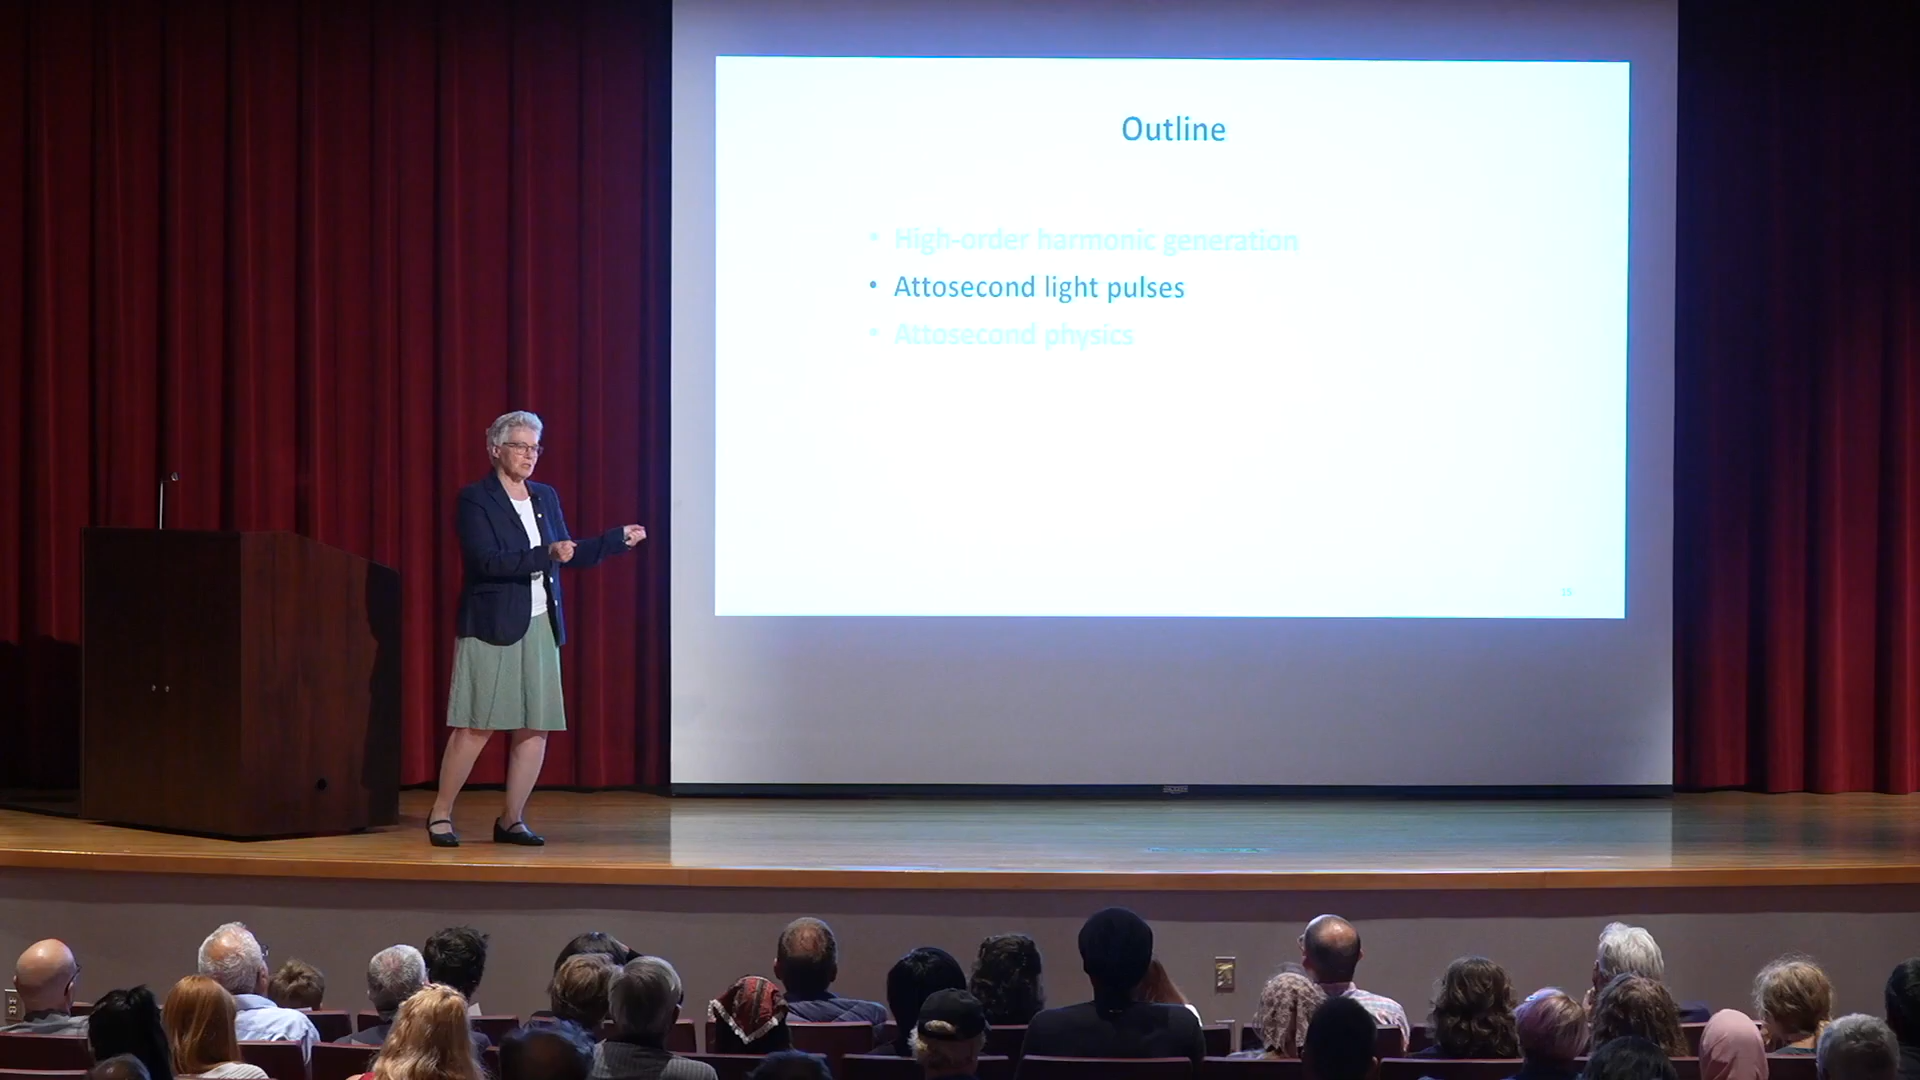 Outline
• High-order harmonic generation
• Attosecond light pulses
• Attosecond physics